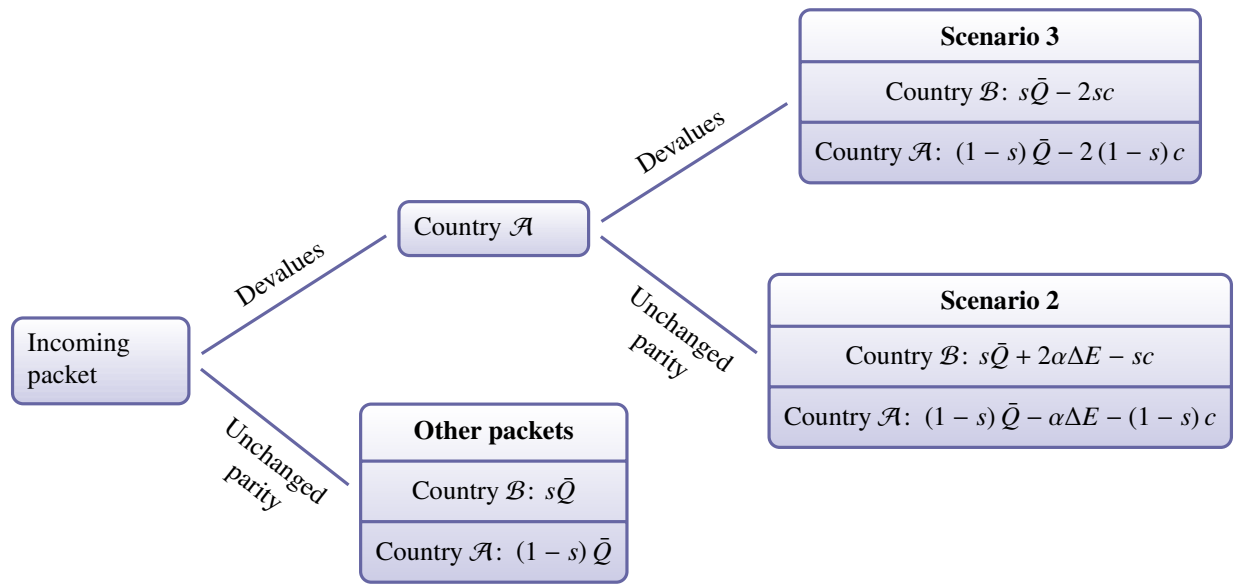 Scenario 3
Country ℬ: sQ̄ − 2sc
Country 𝒜: (1 − s) Q̄ − 2 (1 − s) c
Devalues
Country 𝒜
Devalues
Unchanged
parity
Scenario 2
Country ℬ: sQ̄ + 2αΔE − sc
Country 𝒜: (1 − s) Q̄ − αΔE − (1 − s) c
Incoming
packet
Unchanged
parity
Other packets
Country ℬ: sQ̄
Country 𝒜: (1 − s) Q̄